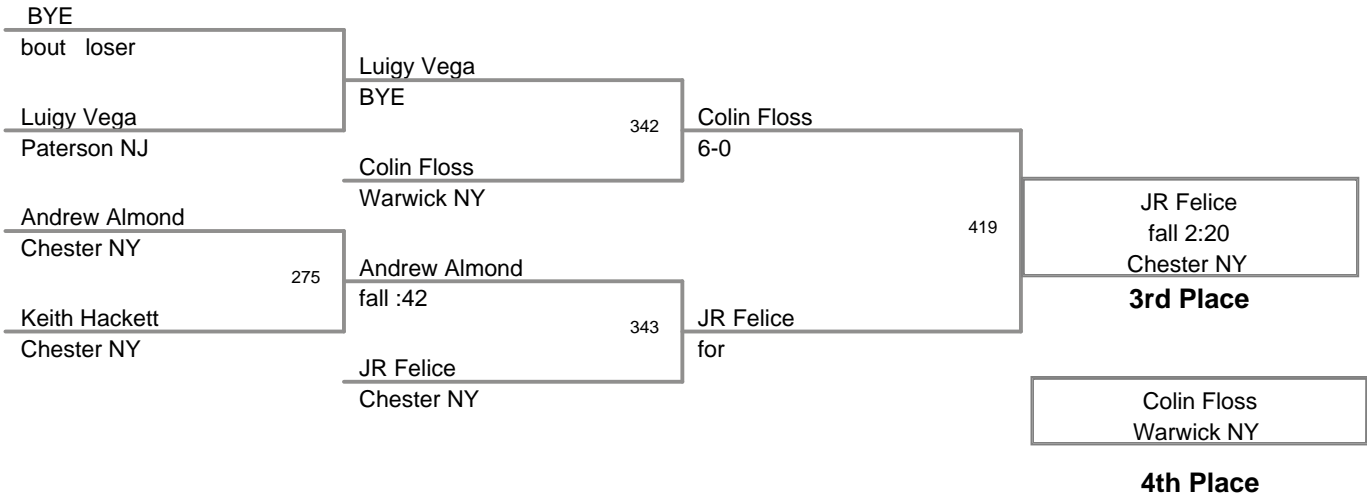 BYE
bout loser
Luigy Vega
Paterson NJ
Andrew Almond
Chester NY
275
Keith Hackett
Chester NY
Luigy Vega
BYE
342
Colin Floss
Warwick NY
Andrew Almond
fall :42
343
JR Felice
Chester NY
Colin Floss
6-0
419
JR Felice
for
JR Felice
fall 2:20
Chester NY
3rd Place
Colin Floss
Warwick NY
4th Place